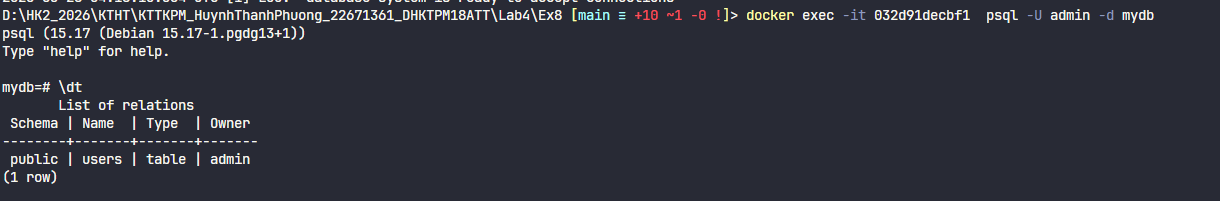 D:\HK2_2026\KTHT\KTTKPM_HuynhThanhPhuong_22671361_DHKTPM18ATT\Lab4\Ex8 [main ≡ +10 ~1 -0 !]> docker exec -it 032d91decbf1  psql -U admin -d mydb
psql (15.17 (Debian 15.17-1.pgdg13+1))
Type "help" for help.

mydb=# \dt
       List of relations
 Schema | Name  | Type  | Owner
--------+-------+-------+-------
 public | users | table | admin
(1 row)